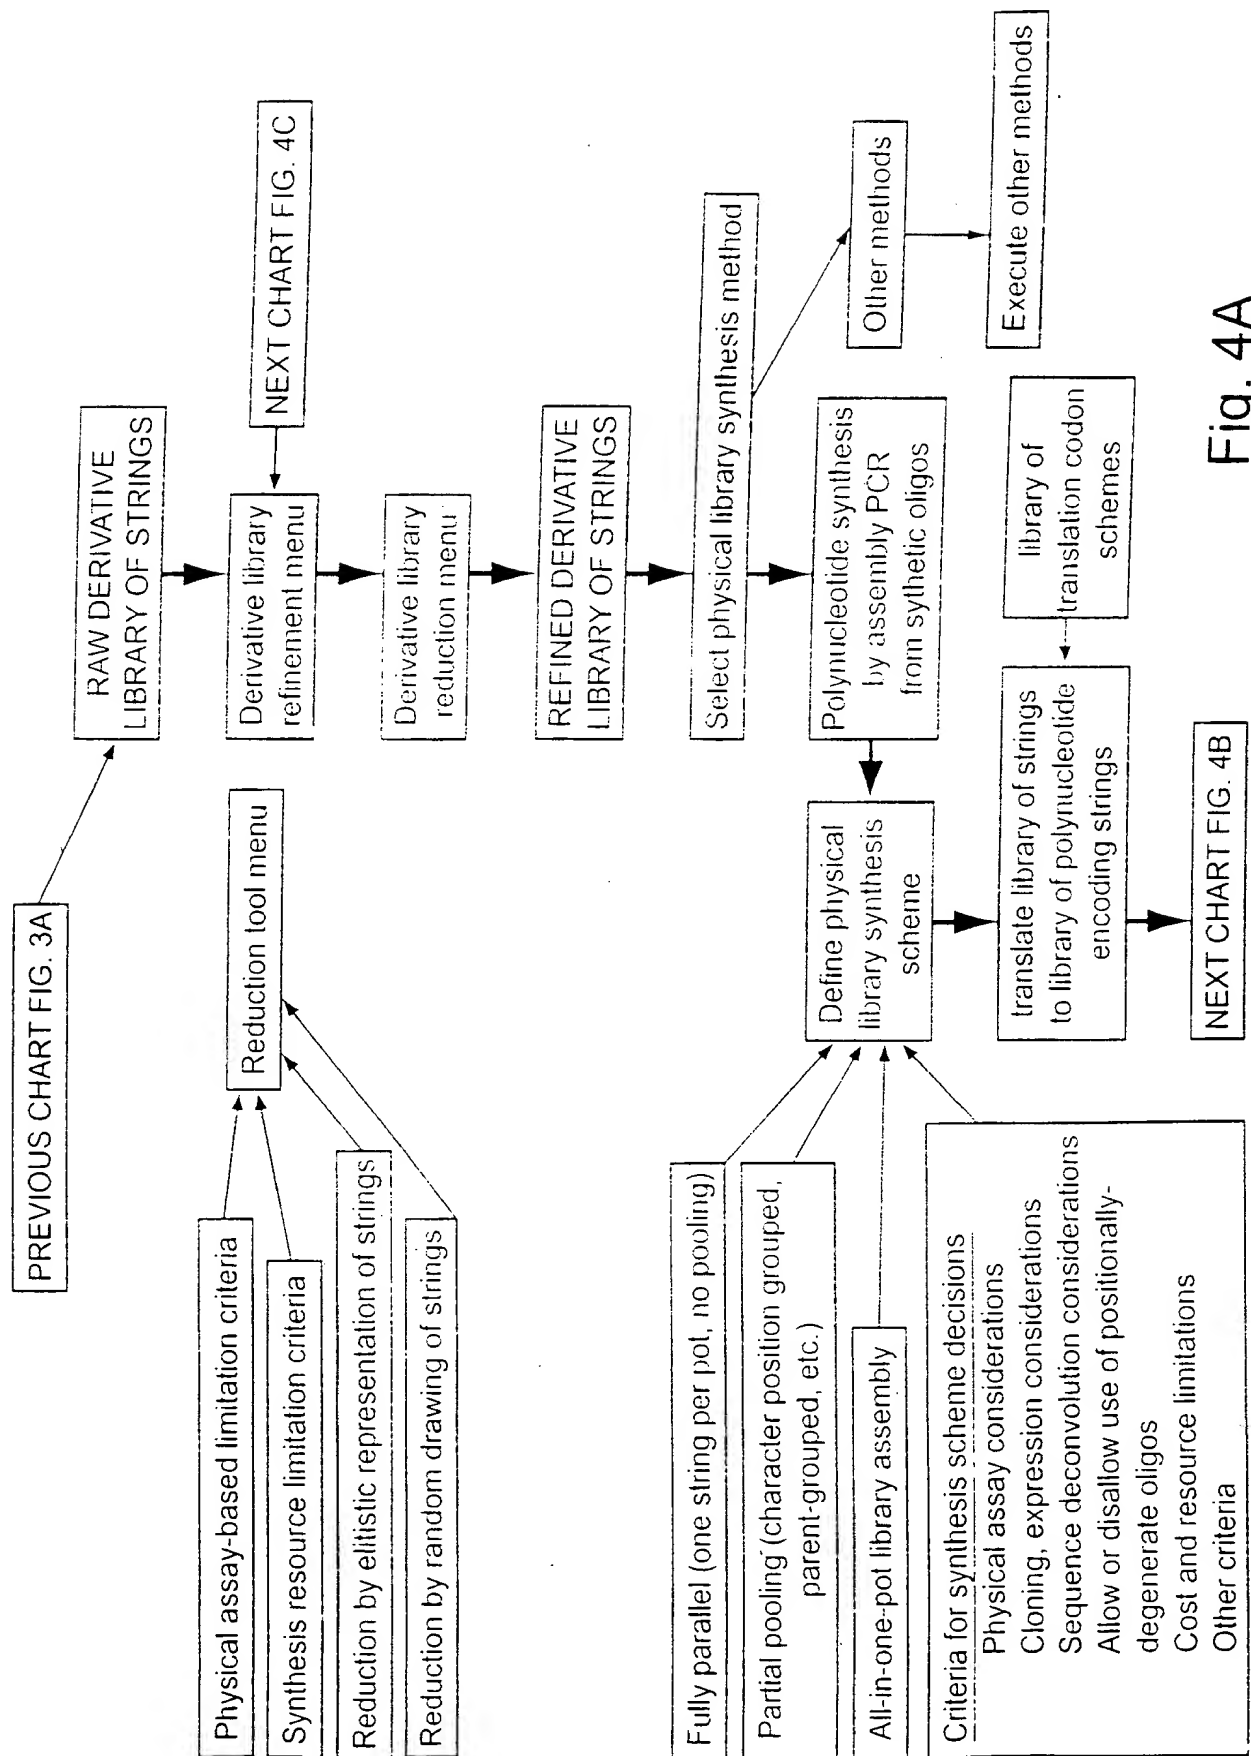 PREVIOUS CHART FIG. 3A
RAW DERIVATIVE
LIBRARY OF STRINGS
NEXT CHART FIG. 4C
Derivative library
refinement menu
Reduction tool menu
Physical assay-based limitation criteria
Synthesis resource limitation criteria
Reduction by elitistic representation of strings
Reduction by random drawing of strings
Derivative library
reduction menu
REFINED DERIVATIVE
LIBRARY OF STRINGS
Select physical library synthesis method
Other methods
Execute other methods
Polynucleotide synthesis
by assembly PCR
from sythetic oligos
Define physical
library synthesis
scheme
Fully parallel (one string per pot, no pooling)
Partial pooling (character position grouped,
parent-grouped, etc.)
All-in-one-pot library assembly
Criteria for synthesis scheme decisions
Physical assay considerations
Cloning, expression considerations
Sequence deconvolution considerations
Allow or disallow use of positionally-
degenerate oligos
Cost and resource limitations
Other criteria
library of
translation codon
schemes
translate library of strings
to library of polynucleotide
encoding strings
NEXT CHART FIG. 4B
Fig. 4A